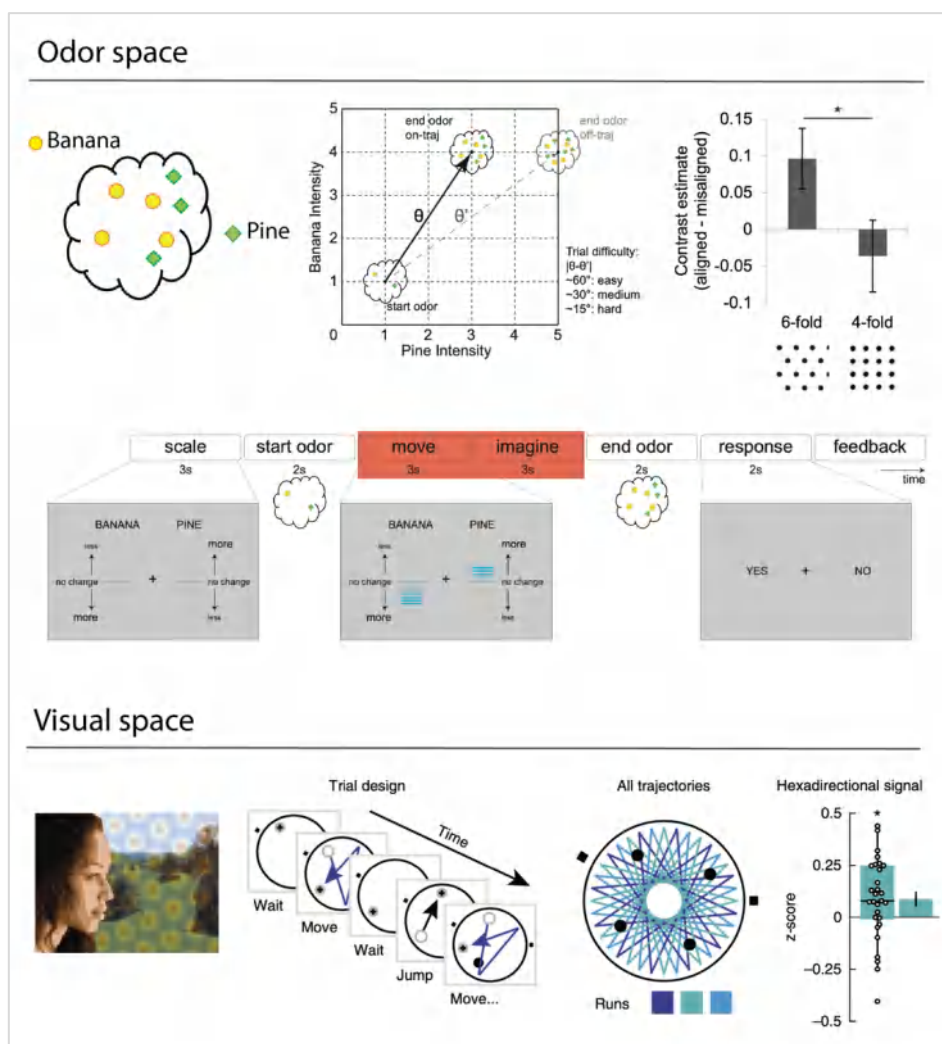 Odor space
Banana
Pine
5
4
3
2
1
0
Banana Intensity
end odor
on-traj
end odor
off-traj
θ
θ'
start odor
Trial difficulty:
|θ-θ'|
~60°: easy
~30°: medium
~15°: hard
1
2
3
4
5
Pine Intensity
*
0.15
0.1
0.05
0
-0.05
-0.1
Contrast estimate
(aligned - misaligned)
6-fold
4-fold
scale
start odor
move
imagine
end odor
response
feedback
3s
2s
3s
3s
2s
2s
time
BANANA PINE
less
more
no change
+
no change
more
less
BANANA PINE
less
more
no change
+
no change
more
less
YES + NO
Visual space
Trial design
Time
Wait
Move
Wait
Jump
Move...
All trajectories
Runs
Hexadirectional signal
*
0.5
0.25
0
−0.25
−0.5
z-score